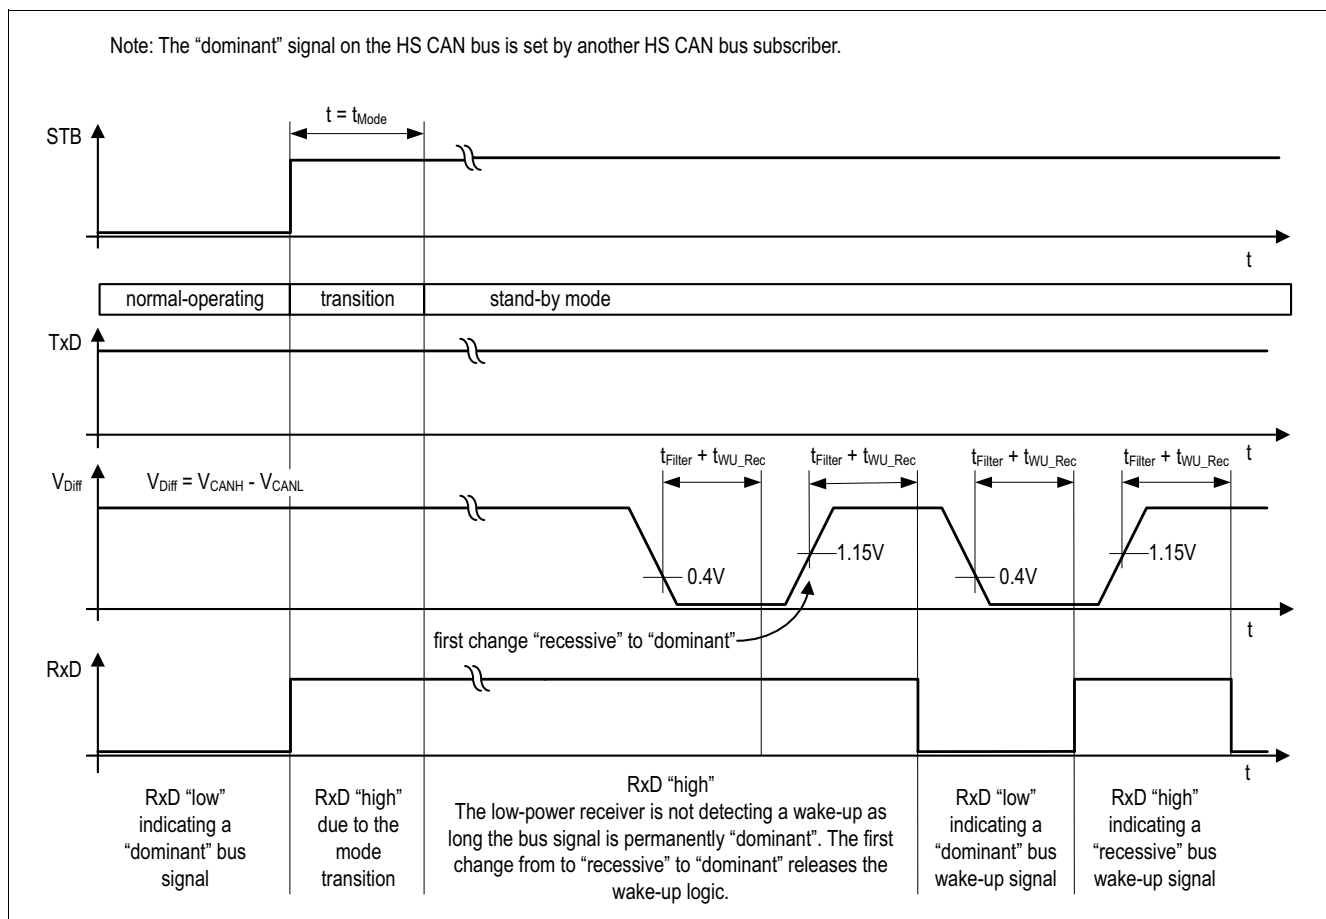 Note: The “dominant” signal on the HS CAN bus is set by another HS CAN bus subscriber.
t = tMode
STB
t
normal-operating
transition
stand-by mode
TxD
t
tFilter + tWU_Rec
tFilter + tWU_Rec
tFilter + tWU_Rec
tFilter + tWU_Rec
VDiff
VDiff = VCANH - VCANL
0.4V
1.15V
0.4V
1.15V
t
first change “recessive” to “dominant”
RxD
t
RxD “low”
indicating a
“dominant” bus
signal
RxD “high”
due to the
mode
transition
RxD “high”
The low-power receiver is not detecting a wake-up as
long the bus signal is permanently “dominant”. The first
change from to “recessive” to “dominant” releases the
wake-up logic.
RxD “low”
indicating a
“dominant” bus
wake-up signal
RxD “high”
indicating a
“recessive” bus
wake-up signal